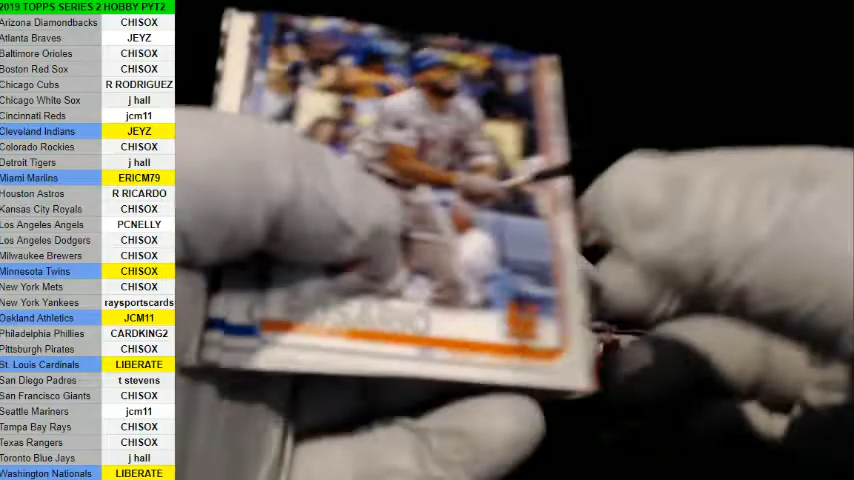 2019 TOPPS SERIES 2 HOBBY PYT2
Arizona Diamondbacks CHISOX
Atlanta Braves JEYZ
Baltimore Orioles CHISOX
Boston Red Sox CHISOX
Chicago Cubs R RODRIGUEZ
Chicago White Sox j hall
Cincinnati Reds jcm11
Cleveland Indians JEYZ
Colorado Rockies CHISOX
Detroit Tigers j hall
Miami Marlins ERICM79
Houston Astros R RICARDO
Kansas City Royals CHISOX
Los Angeles Angels PCNELLY
Los Angeles Dodgers CHISOX
Milwaukee Brewers CHISOX
Minnesota Twins CHISOX
New York Mets CHISOX
New York Yankees raysportscards
Oakland Athletics JCM11
Philadelphia Phillies CARDKING2
Pittsburgh Pirates CHISOX
St. Louis Cardinals LIBERATE
San Diego Padres t stevens
San Francisco Giants CHISOX
Seattle Mariners jcm11
Tampa Bay Rays CHISOX
Texas Rangers CHISOX
Toronto Blue Jays j hall
Washington Nationals LIBERATE